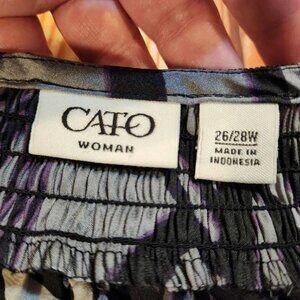 CATO
WOMAN
26/28W
MADE IN
INDONESIA